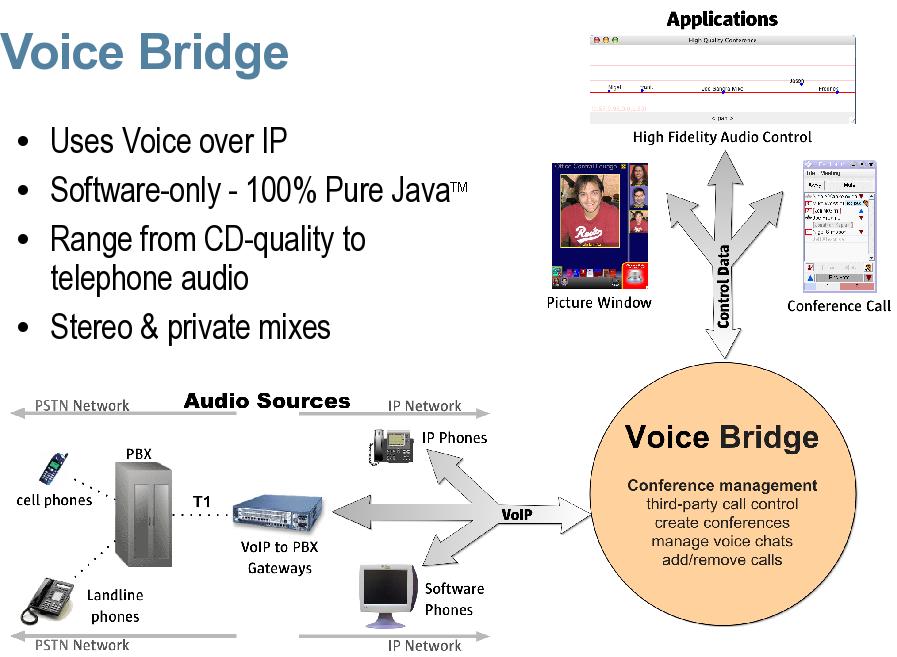 Voice Bridge
• Uses Voice over IP
• Software-only - 100% Pure Java™
• Range from CD-quality to
telephone audio
• Stereo & private mixes
Applications
High Quality Conference
Nigel
Joe Sandra Mike
High Fidelity Audio Control
Picture Window
Conference Call
Control Data
Audio Sources
PSTN Network
IP Network
cell phones
PBX
T1
Landline
phones
VoIP to PBX
Gateways
IP Phones
VoIP
Software
Phones
PSTN Network
IP Network
Voice Bridge
Conference management
third-party call control
create conferences
manage voice chats
add/remove calls